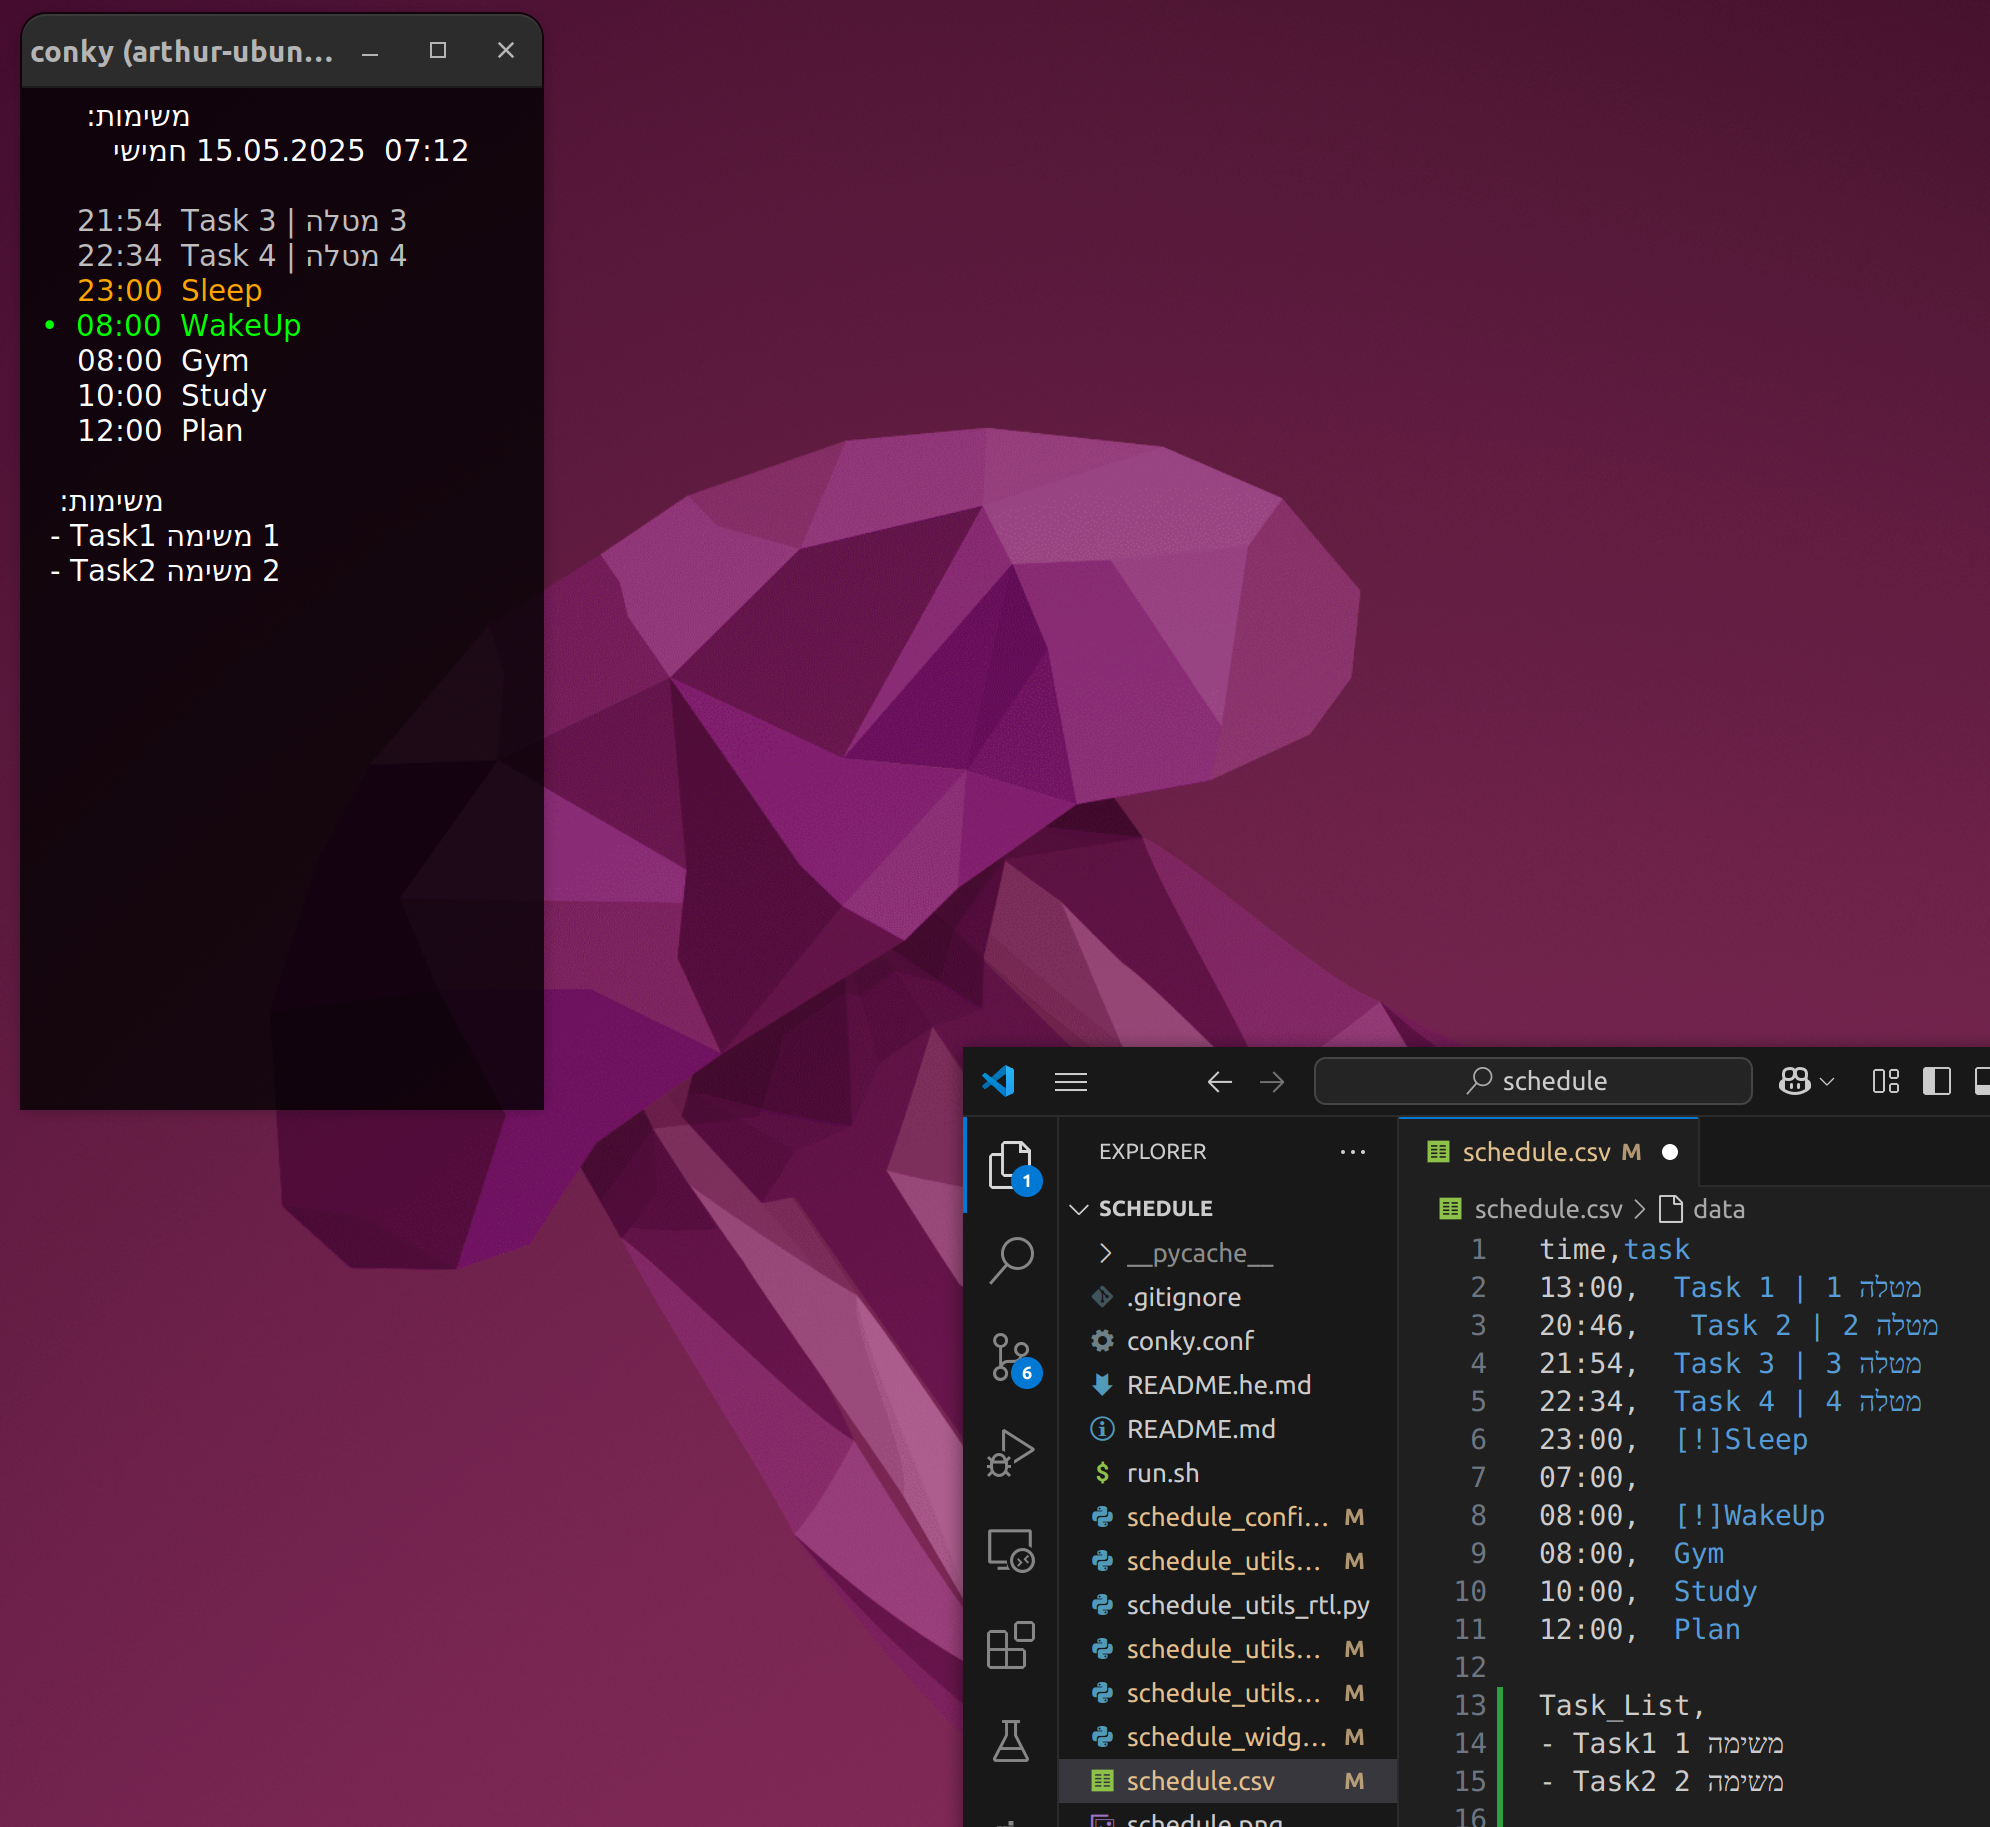 conky (arthur-ubun...
משימות:
חמישי 15.05.2025 07:12
21:54 Task 3 | מטלה 3
22:34 Task 4 | מטלה 4
23:00 Sleep
• 08:00 WakeUp
08:00 Gym
10:00 Study
12:00 Plan
משימות:
- Task1 משימה 1
- Task2 משימה 2
schedule
EXPLORER
SCHEDULE
__pycache__
.gitignore
conky.conf
README.he.md
README.md
run.sh
schedule_confi... M
schedule_utils... M
schedule_utils_rtl.py
schedule_utils... M
schedule_utils... M
schedule_widg... M
schedule.csv M
schedule.png
1
6
schedule.csv M
schedule.csv > data
1 time,task
2 13:00, Task 1 | 1 מטלה
3 20:46, Task 2 | 2 מטלה
4 21:54, Task 3 | 3 מטלה
5 22:34, Task 4 | 4 מטלה
6 23:00, [!]Sleep
7 07:00,
8 08:00, [!]WakeUp
9 08:00, Gym
10 10:00, Study
11 12:00, Plan
12
13 Task_List,
14 - Task1 1 משימה
15 - Task2 2 משימה
16